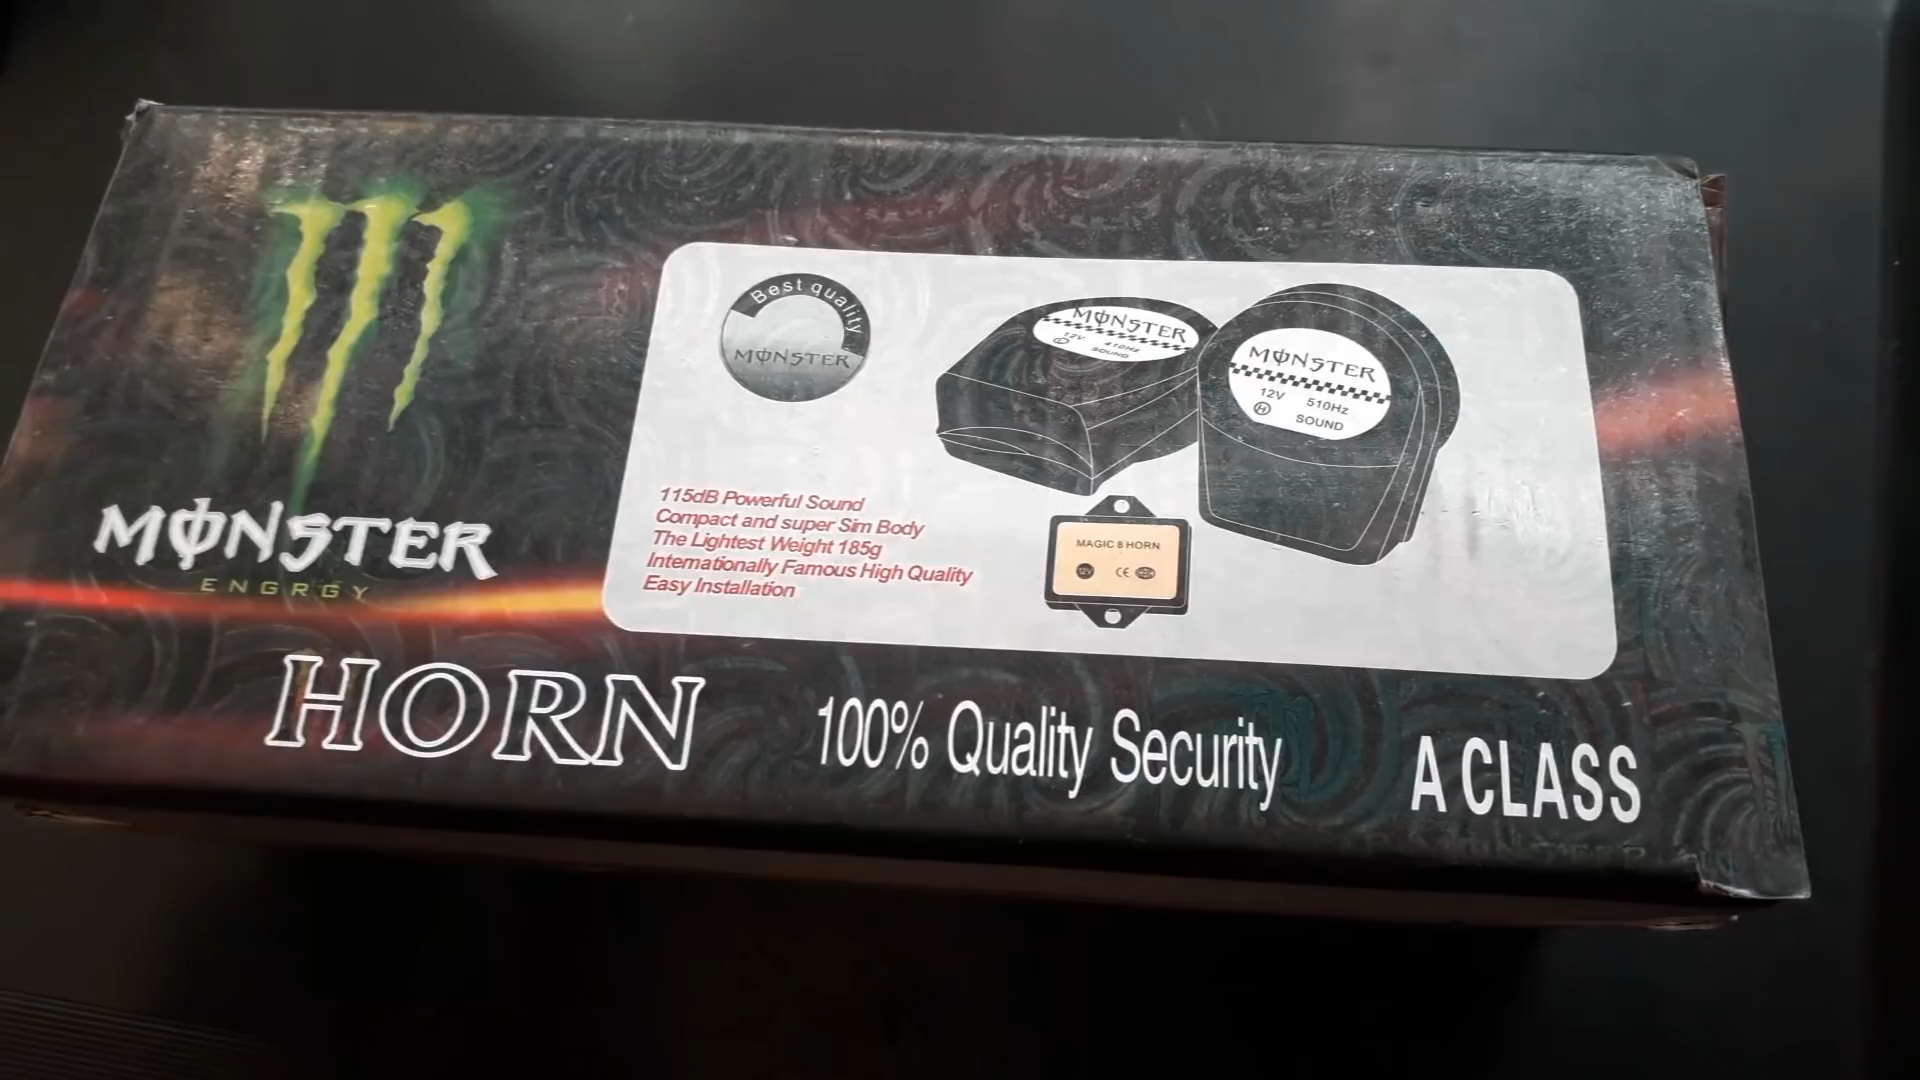 MONSTER
ENGRGY
HORN
Best quality
MONSTER
115dB Powerful Sound
Compact and super Sim Body
The Lightest Weight 185g
Internationally Famous High Quality
Easy Installation
MONSTER
12V 410Hz
SOUND
MONSTER
12V 510Hz
H SOUND
MAGIC 8 HORN
12V CE
100% Quality Security
A CLASS